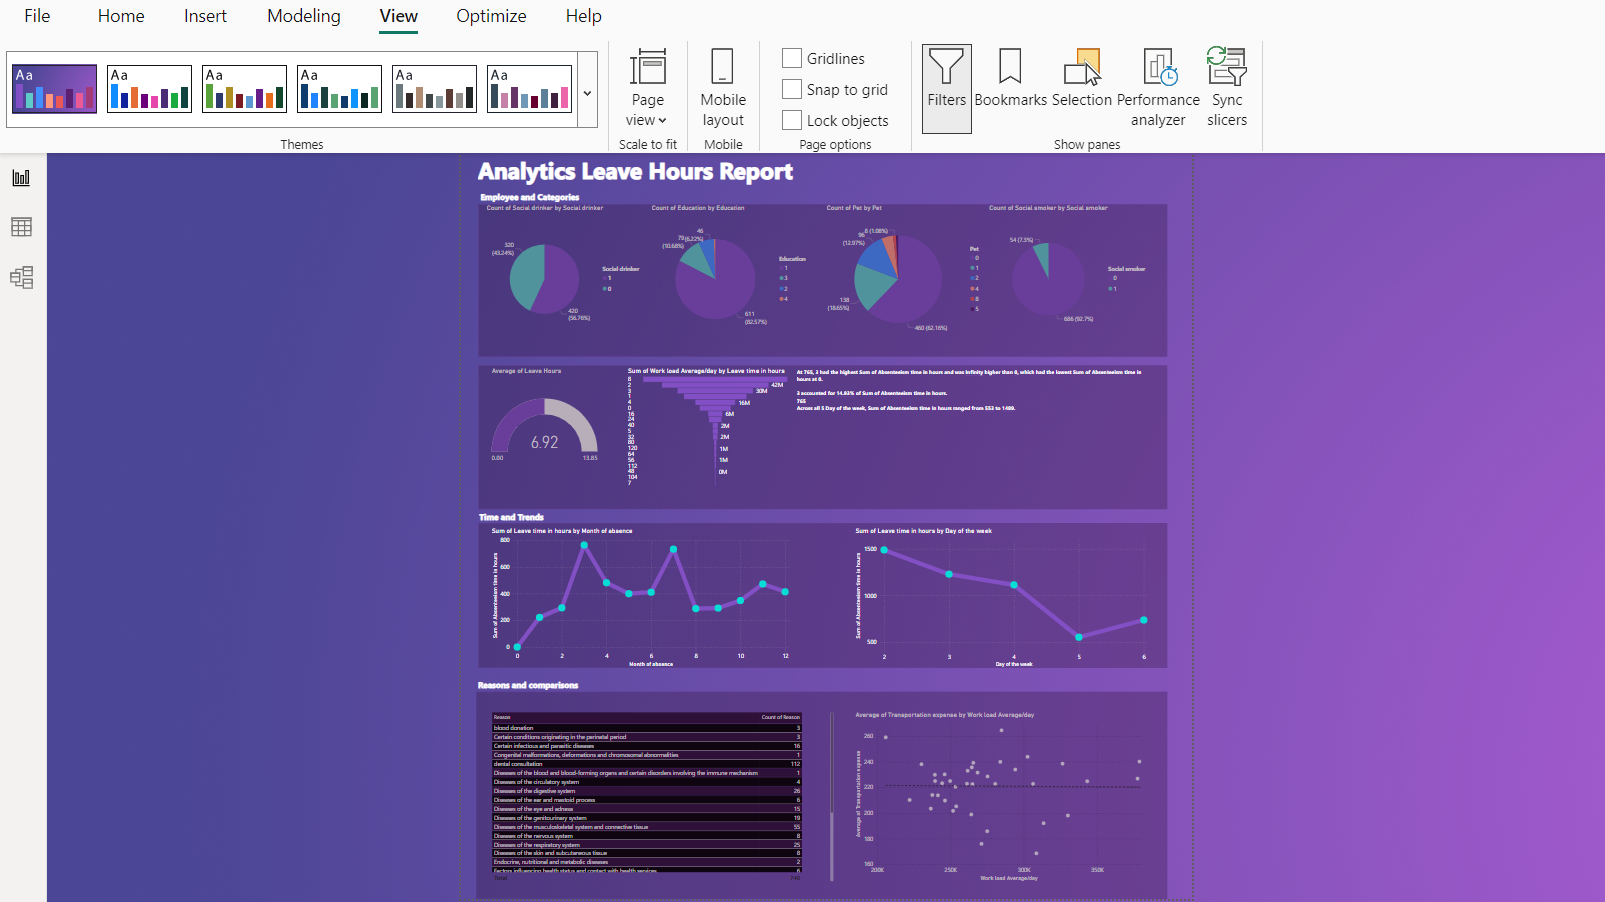 File Home Insert Modeling View Optimize Help
Aa Aa Aa Aa Aa Aa
Page view
Mobile layout
Gridlines
Snap to grid
Lock objects
Filters Bookmarks Selection Performance analyzer Sync slicers
Themes Scale to fit Mobile Page options Show panes
Analytics Leave Hours Report
Employee and Categories
Count of Social drinker by Social drinker
320
(43.24%)
420
(56.76%)
Social drinker
1
0
Count of Education by Education
46
(6.22%)
79
(10.68%)
611
(82.57%)
Education
1
3
2
4
Count of Pet by Pet
8 (1.08%)
96
(12.97%)
138
(18.65%)
460 (62.16%)
Pet
0
1
2
4
8
5
Count of Social smoker by Social smoker
54 (7.3%)
686 (92.7%)
Social smoker
0
1
Average of Leave Hours
6.92
0.00 13.85
Sum of Work load Average/day by Leave time in hours
8
2
3
1
4
0
16
24
40
5
32
80
120
64
56
112
48
104
7
42M
30M
16M
6M
2M
2M
1M
1M
0M
At 765, 3 had the highest Sum of Absenteeism time in hours and was Infinity higher than 0, which had the lowest Sum of Absenteeism time in
hours at 0.
3 accounted for 14.93% of Sum of Absenteeism time in hours.
765
Across all 5 Day of the week, Sum of Absenteeism time in hours ranged from 553 to 1489.
Time and Trends
Sum of Leave time in hours by Month of absence
Sum of Absenteeism time in hours
800
600
400
200
0
0 2 4 6 8 10 12
Month of absence
Sum of Leave time in hours by Day of the week
Sum of Absenteeism time in hours
1500
1000
500
2 3 4 5 6
Day of the week
Reasons and comparisons
Reason Count of Reason
blood donation 3
Certain conditions originating in the perinatal period 3
Certain infectious and parasitic diseases 16
Congenital malformations, deformations and chromosomal abnormalities 1
dental consultation 112
Diseases of the blood and blood-forming organs and certain disorders involving the immune mechanism 1
Diseases of the circulatory system 4
Diseases of the digestive system 26
Diseases of the ear and mastoid process 6
Diseases of the eye and adnexa 15
Diseases of the genitourinary system 19
Diseases of the musculoskeletal system and connective tissue 55
Diseases of the nervous system 8
Diseases of the respiratory system 25
Diseases of the skin and subcutaneous tissue 8
Endocrine, nutritional and metabolic diseases 2
Factors influencing health status and contact with health services 6
Total 740
Average of Transportation expense by Work load Average/day
Average of Transportation expense
260
240
220
200
180
160
200K 250K 300K 350K
Work load Average/day